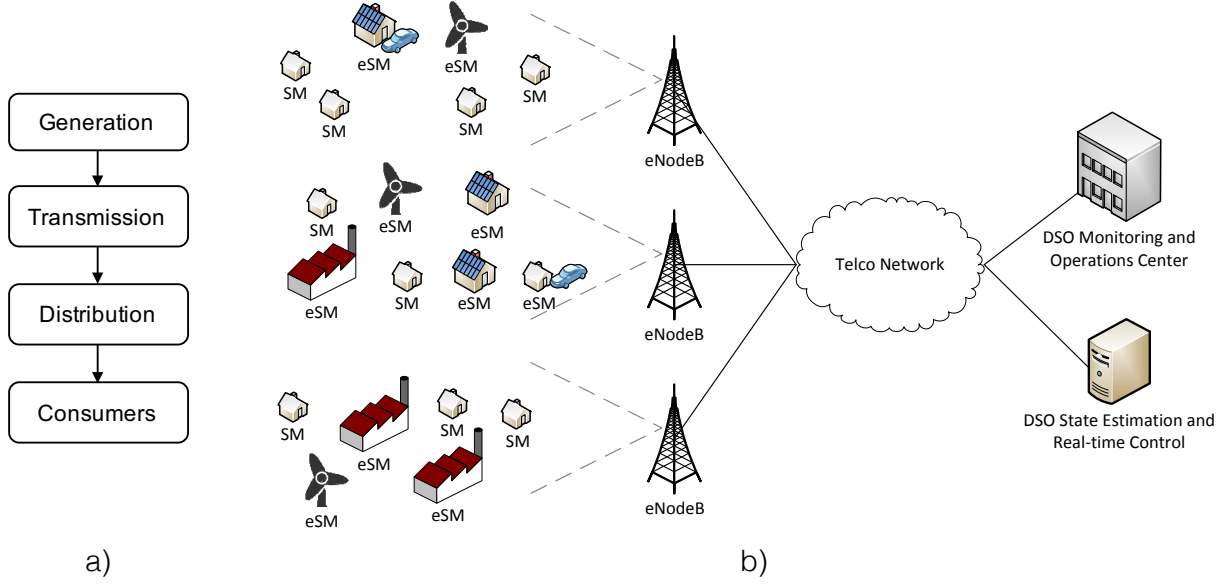 Generation
Transmission
Distribution
Consumers
a)
eSM
eSM
SM
SM
SM
SM
eNodeB
SM
eSM
eSM
eSM
SM
eSM
eSM
eNodeB
SM
eSM
SM
SM
eSM
eSM
eNodeB
Telco Network
DSO Monitoring and
Operations Center
DSO State Estimation and
Real-time Control
b)